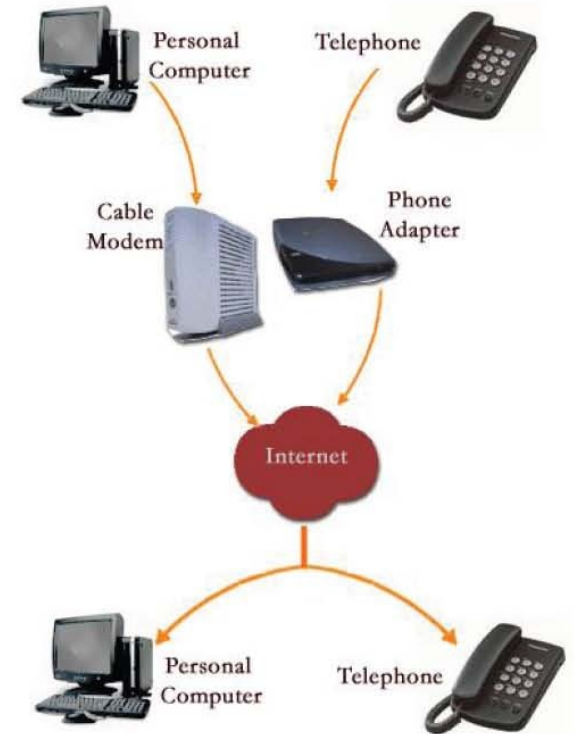 Personal
Computer
Telephone
Cable
Modem
Phone
Adapter
Internet
Personal
Computer
Telephone